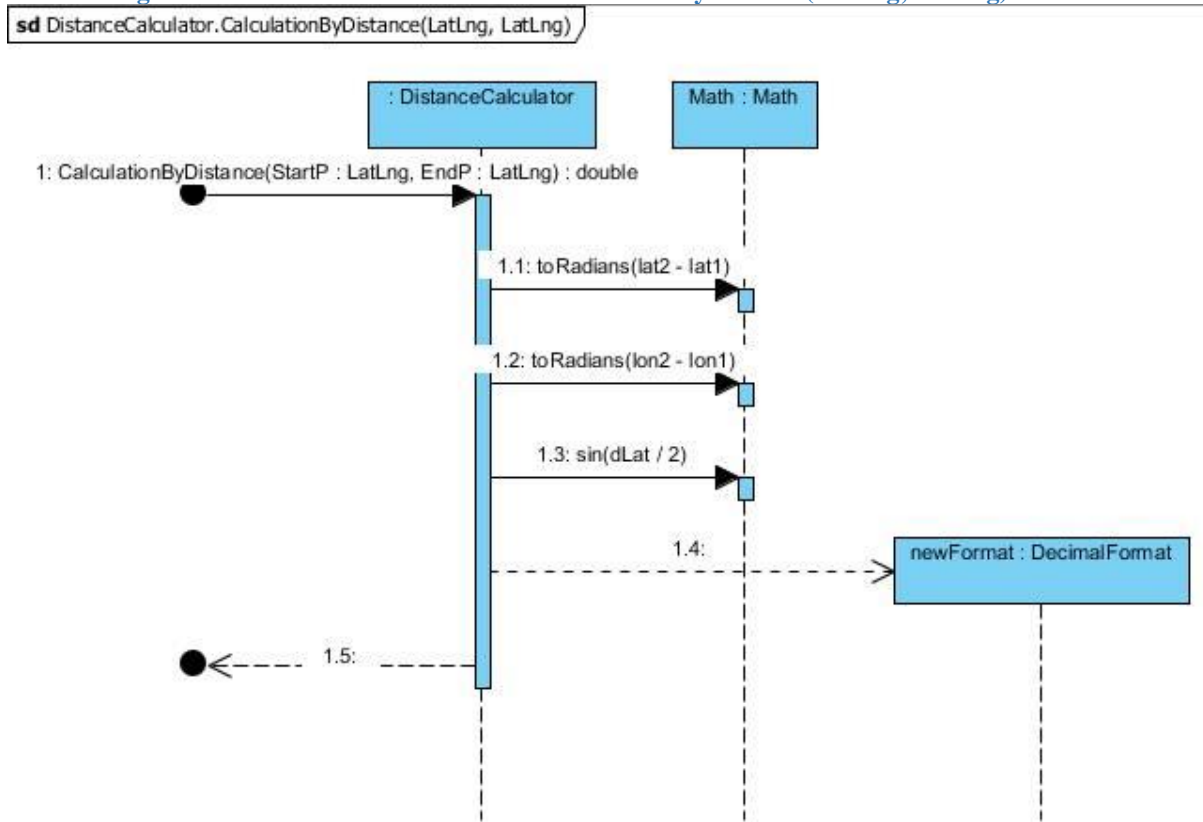 sd DistanceCalculator.CalculationByDistance(LatLng, LatLng)
: DistanceCalculator
Math : Math
1: CalculationByDistance(StartP : LatLng, EndP : LatLng) : double
1.1: toRadians(lat2 - lat1)
1.2: toRadians(lon2 - lon1)
1.3: sin(dLat / 2)
1.4:
newFormat : DecimalFormat
1.5: